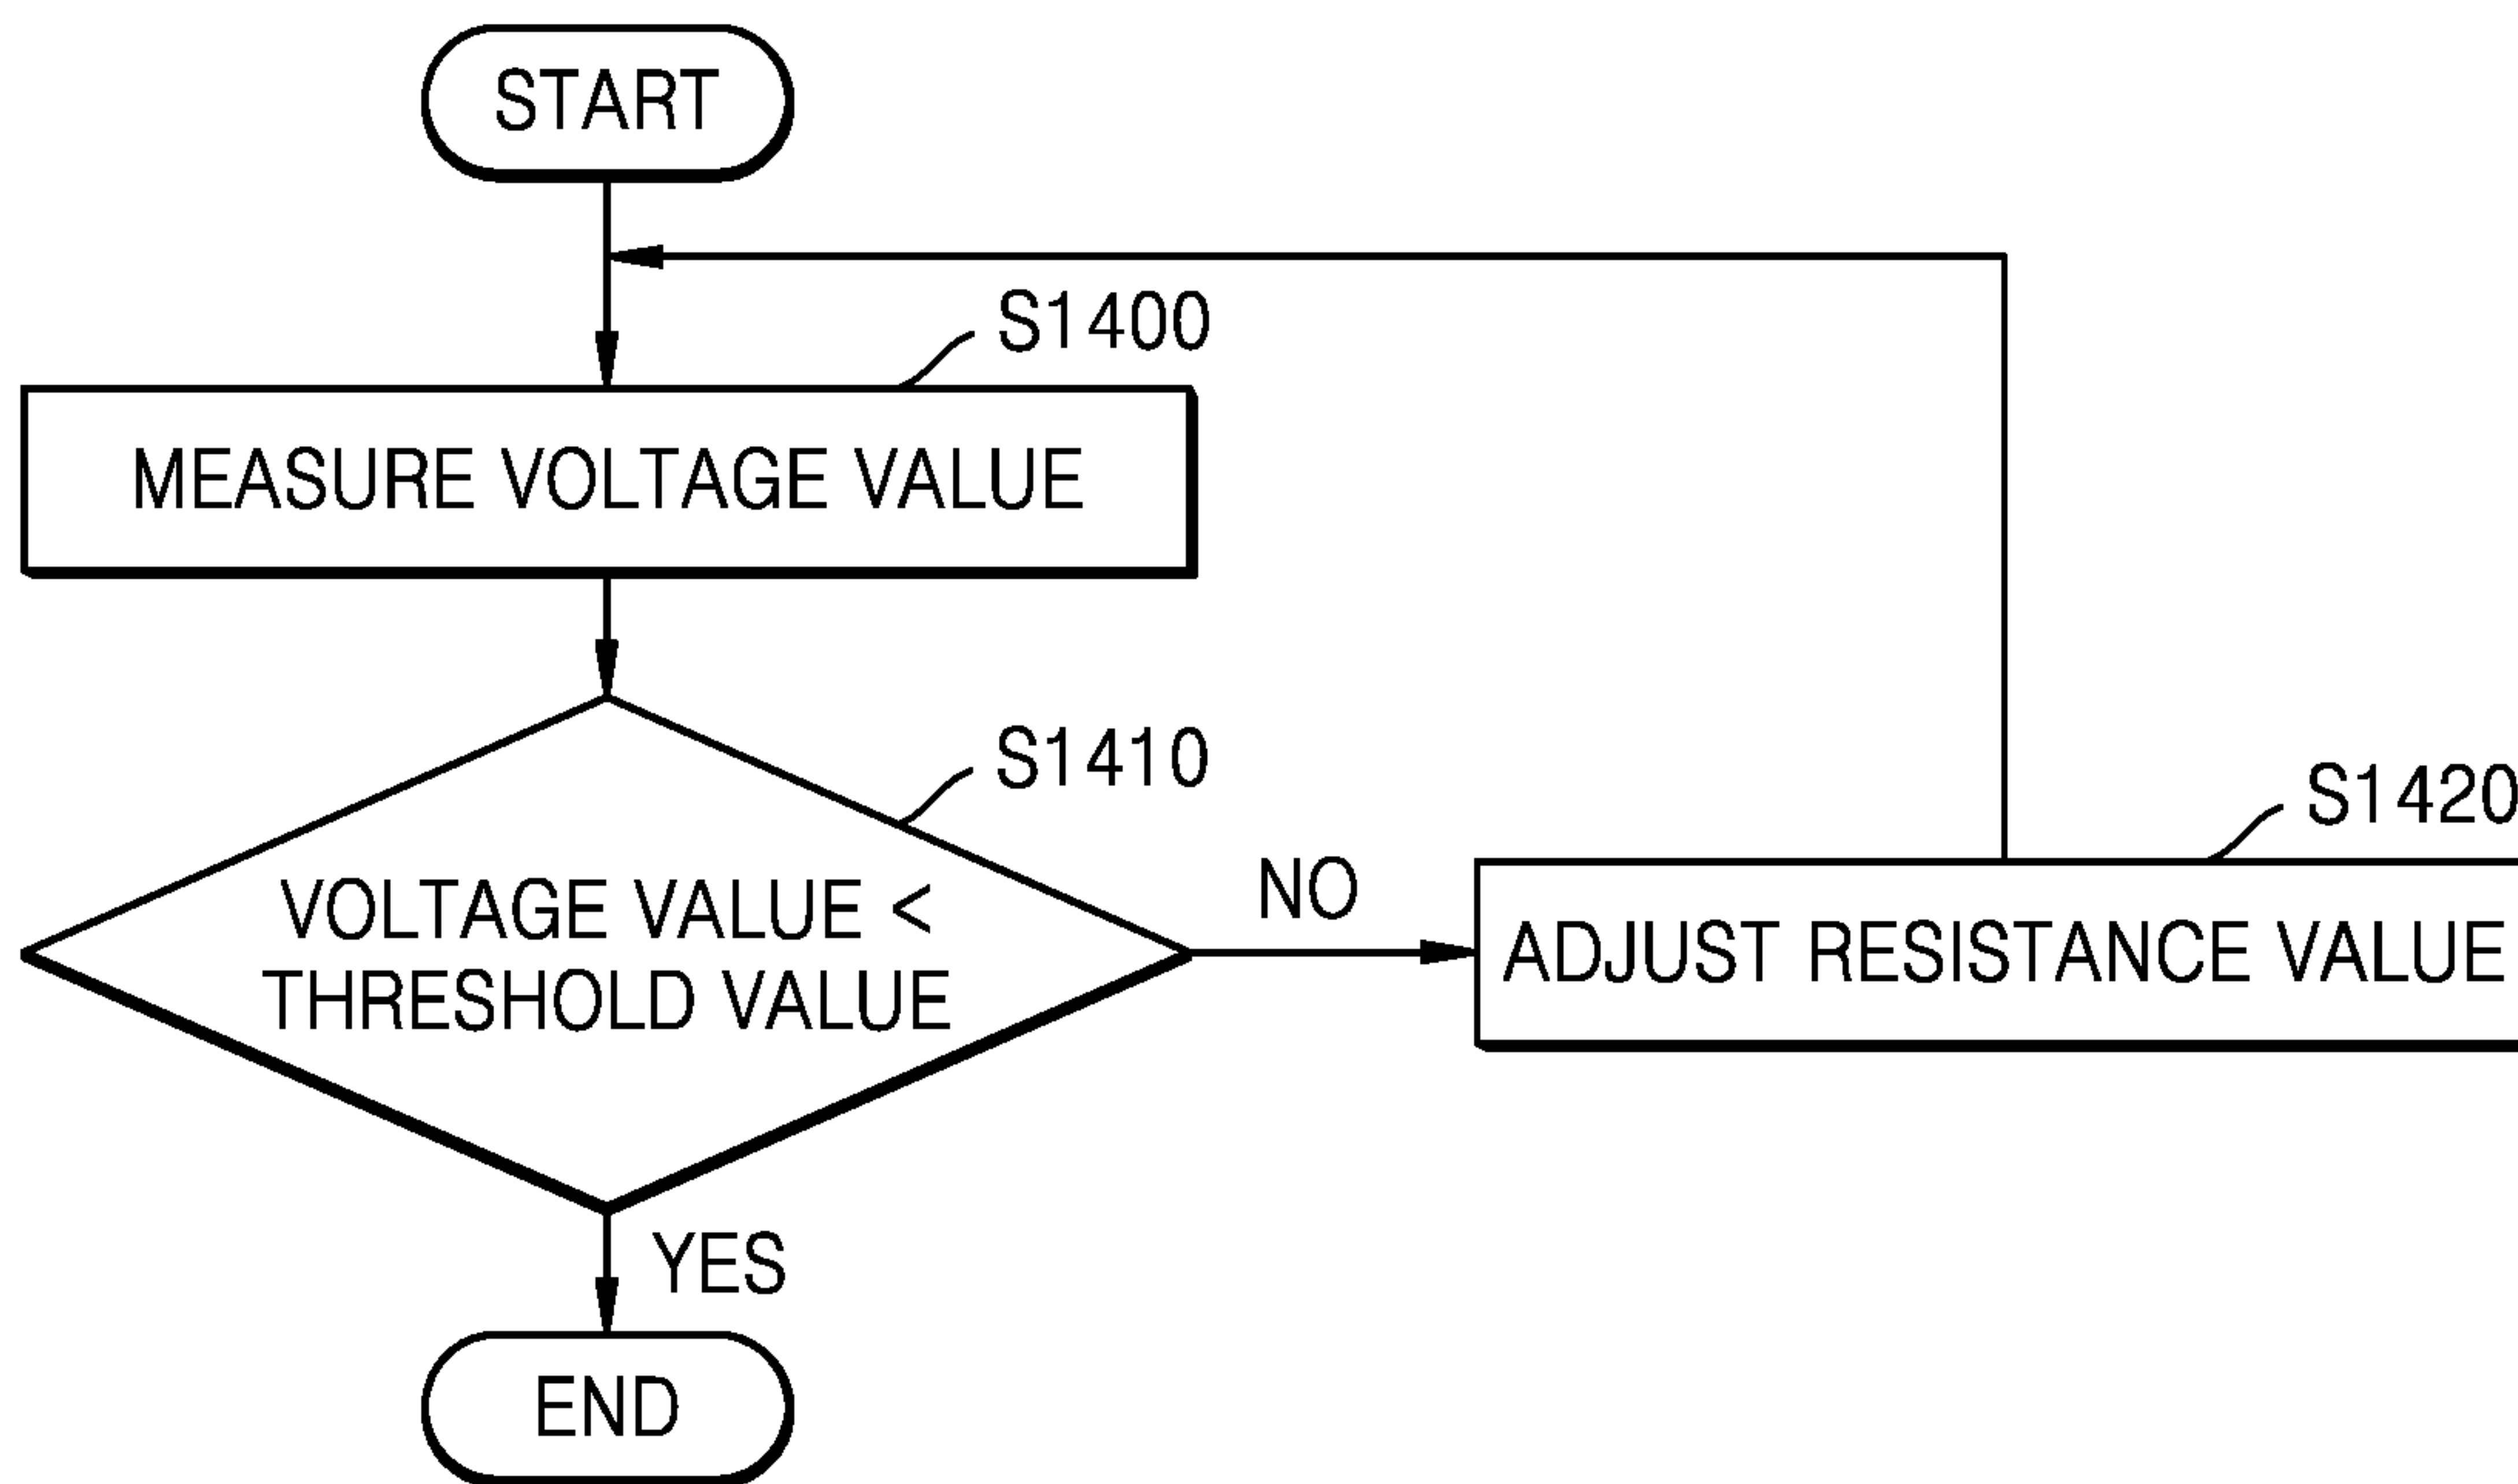 START
S1400
MEASURE VOLTAGE VALUE
S1410
VOLTAGE VALUE <
THRESHOLD VALUE
NO
S1420
ADJUST RESISTANCE VALUE
YES
END